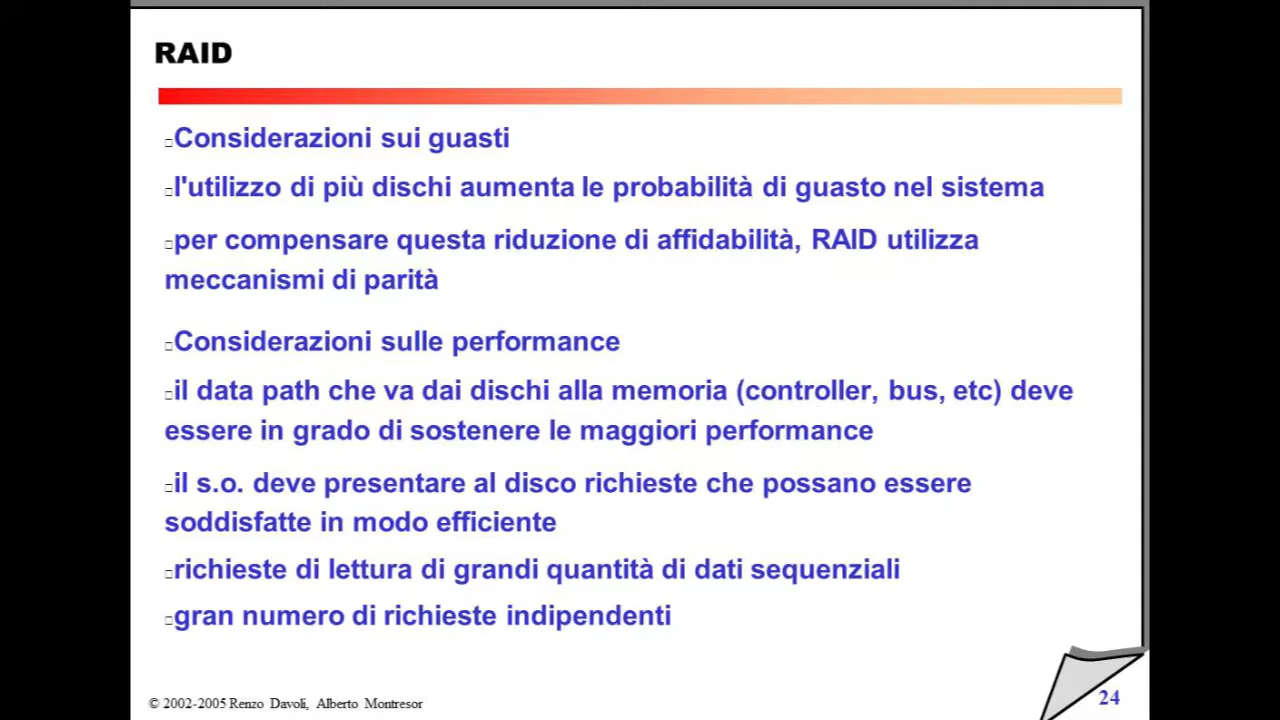 RAID
Considerazioni sui guasti
l'utilizzo di più dischi aumenta le probabilità di guasto nel sistema
per compensare questa riduzione di affidabilità, RAID utilizza
meccanismi di parità
Considerazioni sulle performance
il data path che va dai dischi alla memoria (controller, bus, etc) deve
essere in grado di sostenere le maggiori performance
il s.o. deve presentare al disco richieste che possano essere
soddisfatte in modo efficiente
richieste di lettura di grandi quantità di dati sequenziali
gran numero di richieste indipendenti
© 2002-2005 Renzo Davoli, Alberto Montresor
24